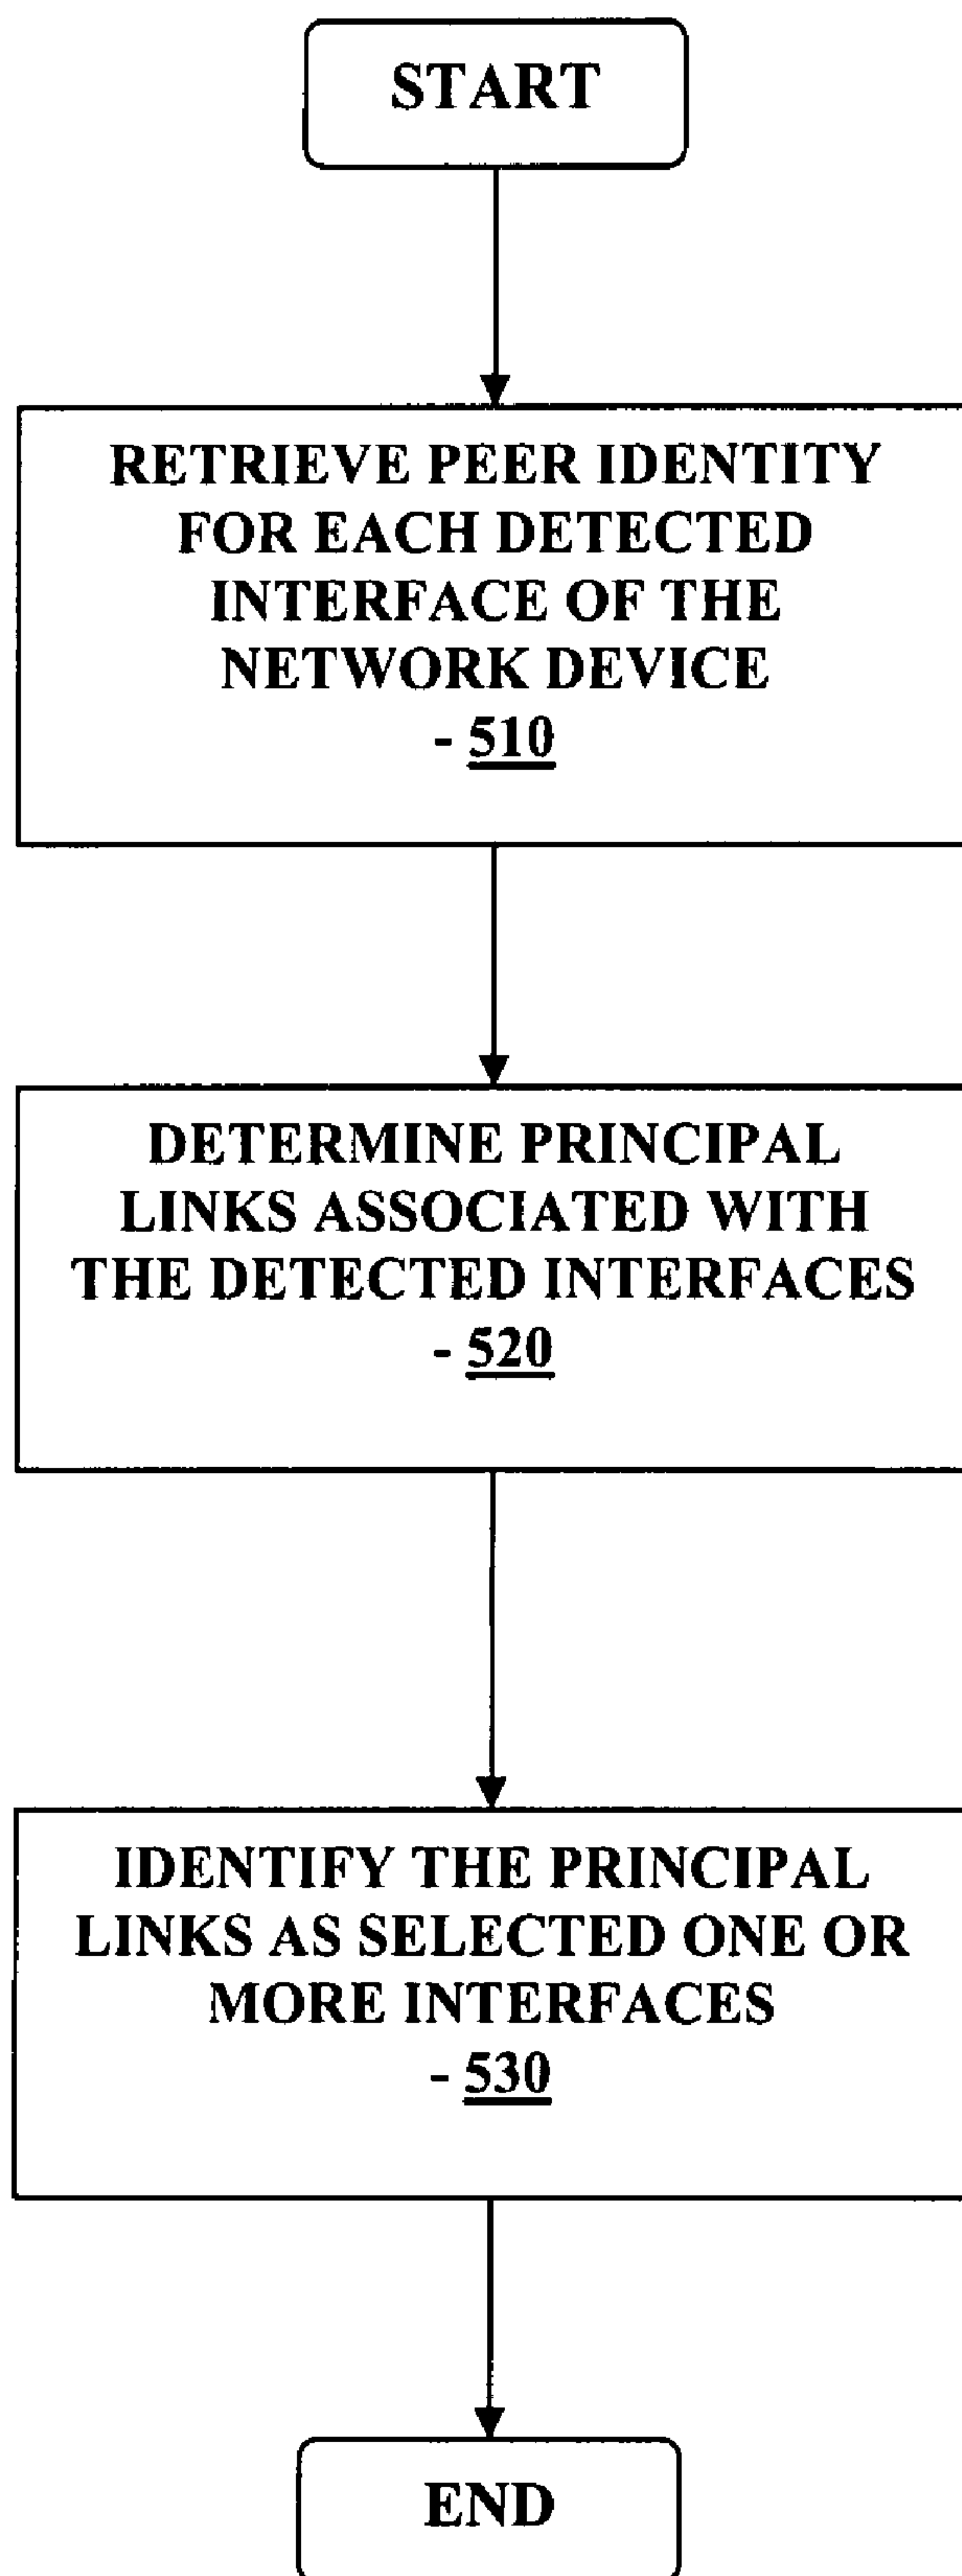 START
RETRIEVE PEER IDENTITY
FOR EACH DETECTED
INTERFACE OF THE
NETWORK DEVICE
- 510
DETERMINE PRINCIPAL
LINKS ASSOCIATED WITH
THE DETECTED INTERFACES
- 520
IDENTIFY THE PRINCIPAL
LINKS AS SELECTED ONE OR
MORE INTERFACES
- 530
END